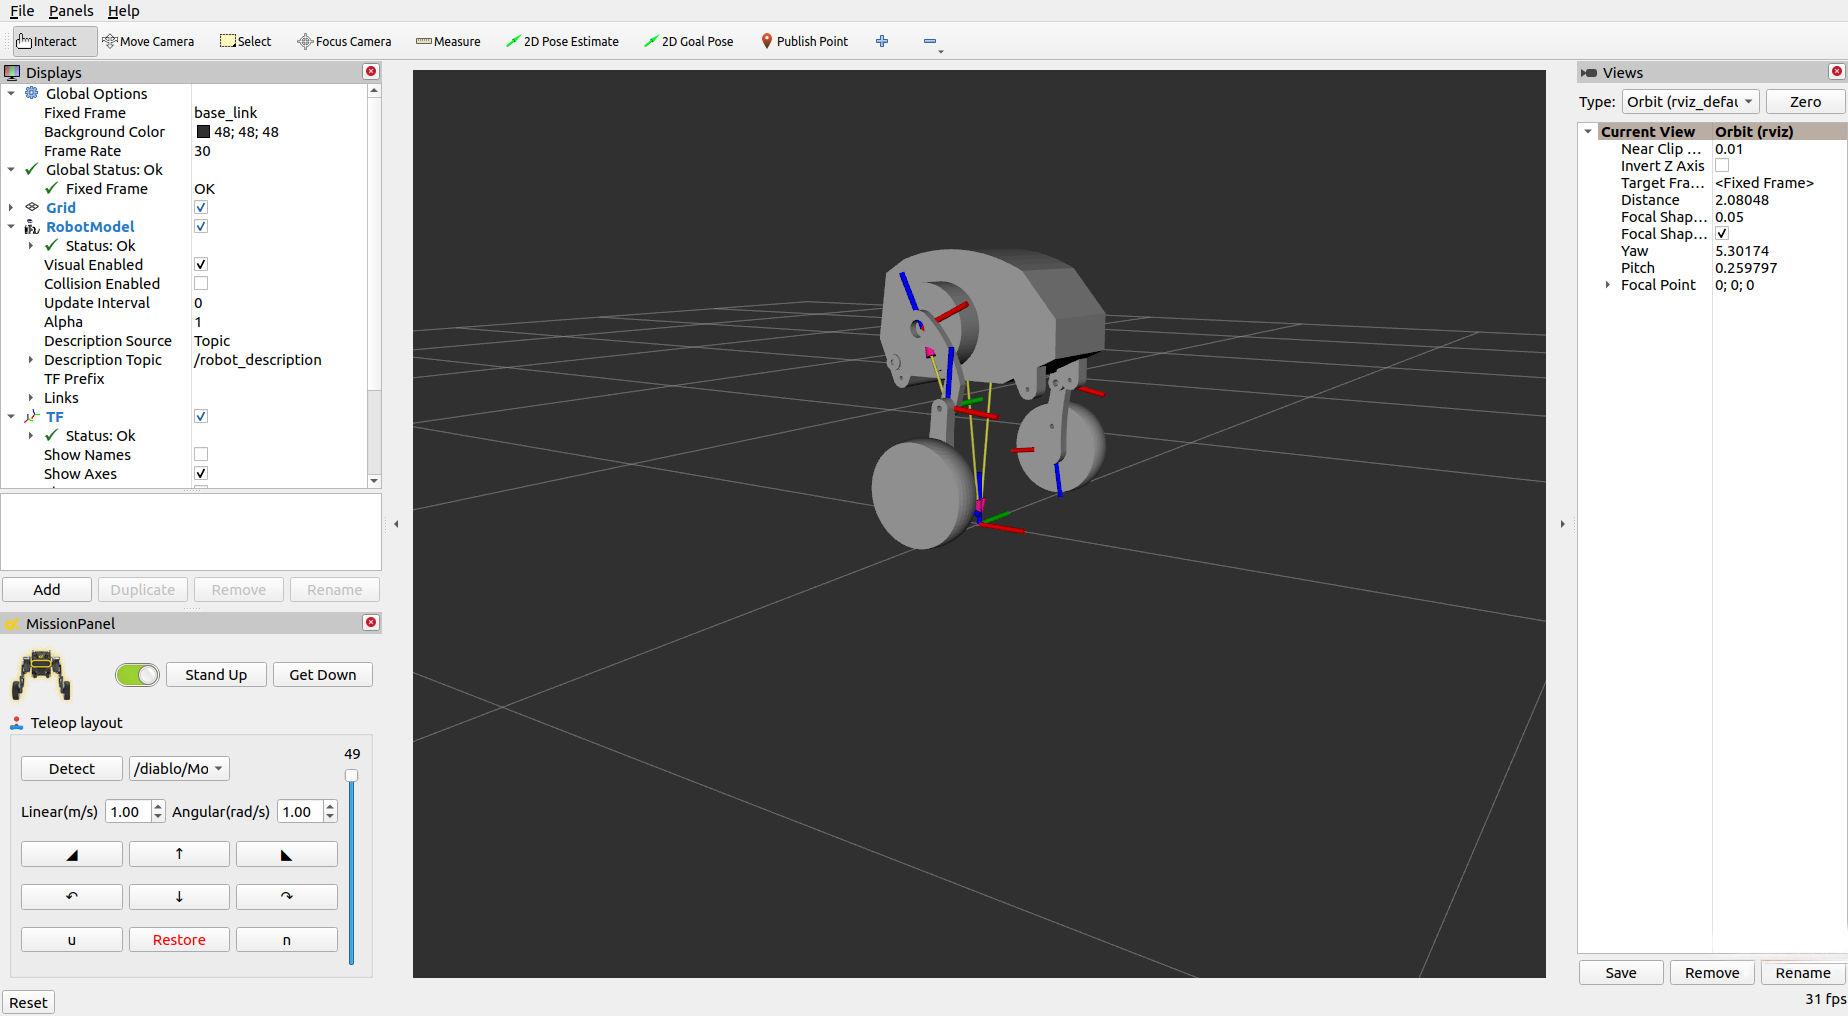 File Panels Help
Interact Move Camera Select Focus Camera Measure 2D Pose Estimate 2D Goal Pose Publish Point
Displays
Global Options
Fixed Frame base_link
Background Color 48; 48; 48
Frame Rate 30
Global Status: Ok
Fixed Frame OK
Grid
RobotModel
Status: Ok
Visual Enabled
Collision Enabled
Update Interval 0
Alpha 1
Description Source Topic
Description Topic /robot_description
TF Prefix
Links
TF
Status: Ok
Show Names
Show Axes
Add Duplicate Remove Rename
MissionPanel
Stand Up Get Down
Teleop layout
49
Detect /diablo/Mo
Linear(m/s) 1.00 Angular(rad/s) 1.00
◢ ↑ ◣
↶ ↓ ↷
u Restore n
Reset
Views
Type: Orbit (rviz_defau Zero
Current View Orbit (rviz)
Near Clip ... 0.01
Invert Z Axis
Target Fra... <Fixed Frame>
Distance 2.08048
Focal Shap... 0.05
Focal Shap...
Yaw 5.30174
Pitch 0.259797
Focal Point 0; 0; 0
Save Remove Rename
31 fps